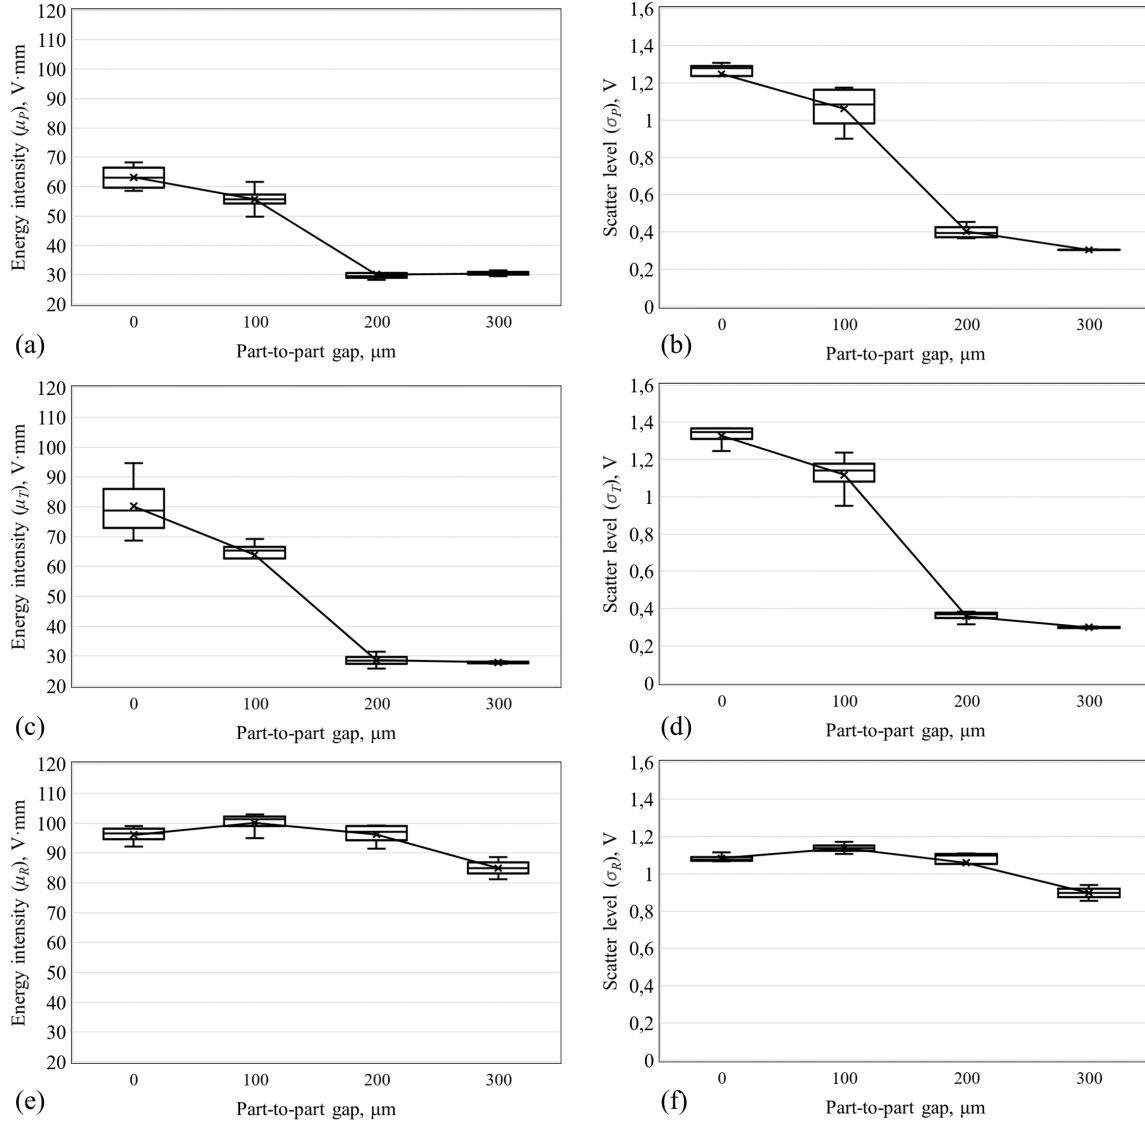 120
110
100
90
80
70
60
50
40
30
20
Energy intensity (μP), V·mm
0 100 200 300
Part-to-part gap, μm
(a)
1,6
1,4
1,2
1
0,8
0,6
0,4
0,2
0
Scatter level (σP), V
0 100 200 300
Part-to-part gap, μm
(b)
120
110
100
90
80
70
60
50
40
30
20
Energy intensity (μT), V·mm
0 100 200 300
Part-to-part gap, μm
(c)
1,6
1,4
1,2
1
0,8
0,6
0,4
0,2
0
Scatter level (σT), V
0 100 200 300
Part-to-part gap, μm
(d)
120
110
100
90
80
70
60
50
40
30
20
Energy intensity (μR), V·mm
0 100 200 300
Part-to-part gap, μm
(e)
1,6
1,4
1,2
1
0,8
0,6
0,4
0,2
0
Scatter level (σR), V
0 100 200 300
Part-to-part gap, μm
(f)